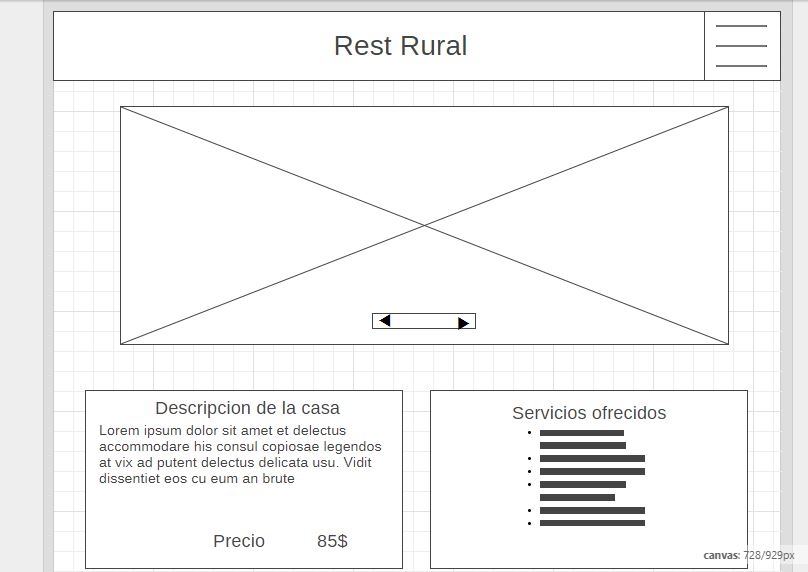 Rest Rural
Descripcion de la casa
Lorem ipsum dolor sit amet et delectus
accommodare his consul copiosae legendos
at vix ad putent delectus delicata usu. Vidit
dissentiet eos cu eum an brute
Precio 85$
Servicios ofrecidos
canvas: 728/929px